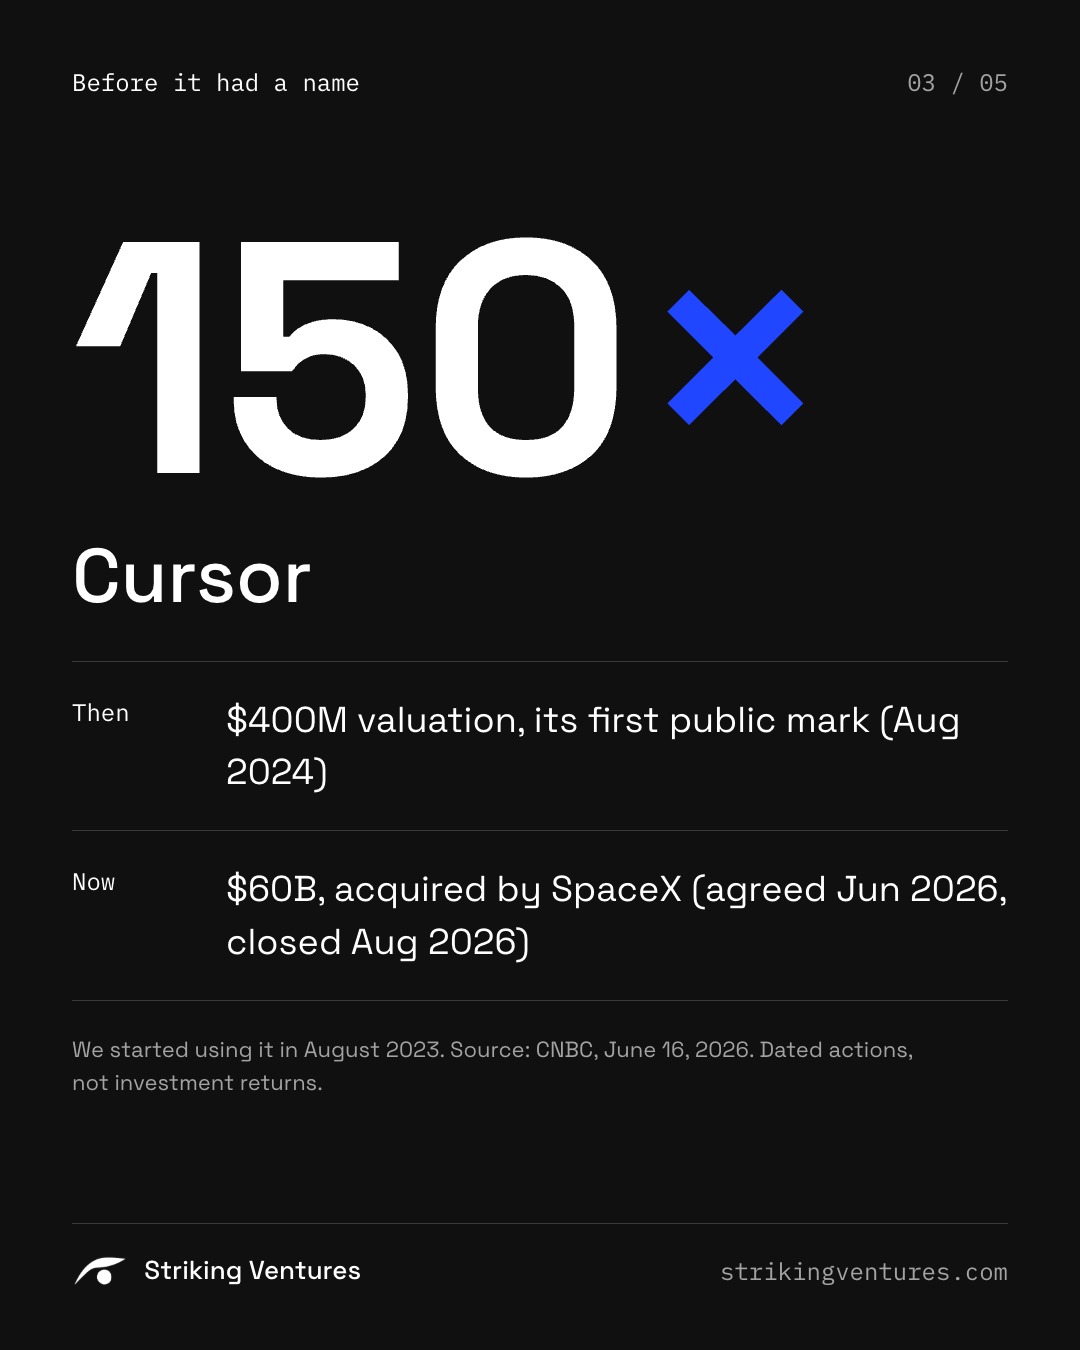 Before it had a name
03 / 05
150×
Cursor
Then
$400M valuation, its first public mark (Aug
2024)
Now
$60B, acquired by SpaceX (agreed Jun 2026,
closed Aug 2026)
We started using it in August 2023. Source: CNBC, June 16, 2026. Dated actions,
not investment returns.
Striking Ventures
strikingventures.com